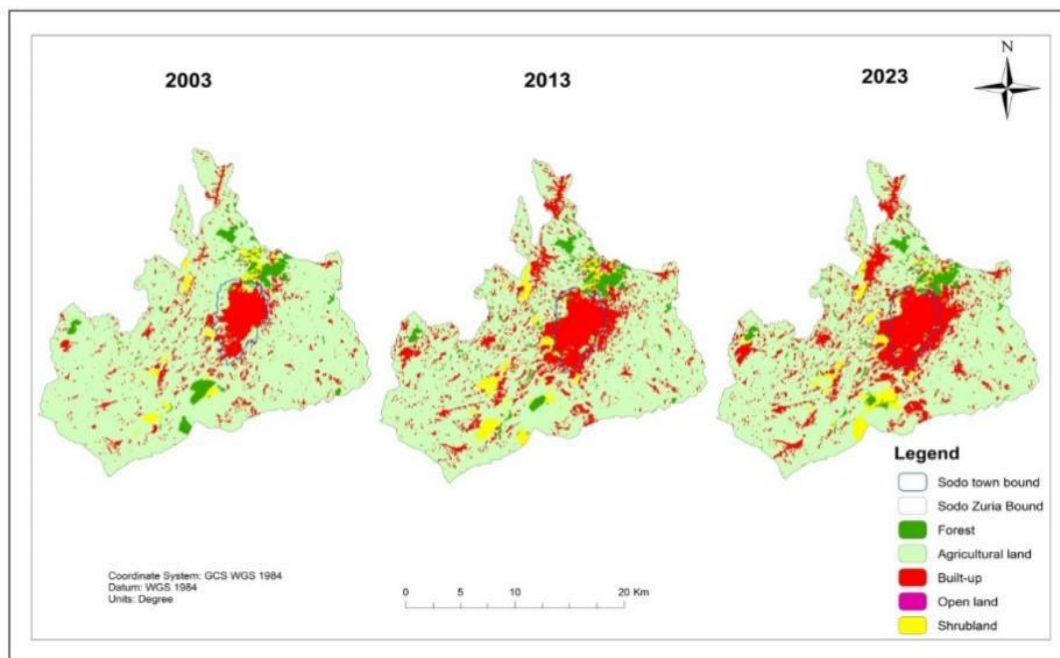 2003
2013
2023
N
Legend
Sodo town bound
Sodo Zuria Bound
Forest
Agricultural land
Built-up
Open land
Shrubland
Coordinate System: GCS WGS 1984
Datum: WGS 1984
Units: Degree
0 5 10 20 Km